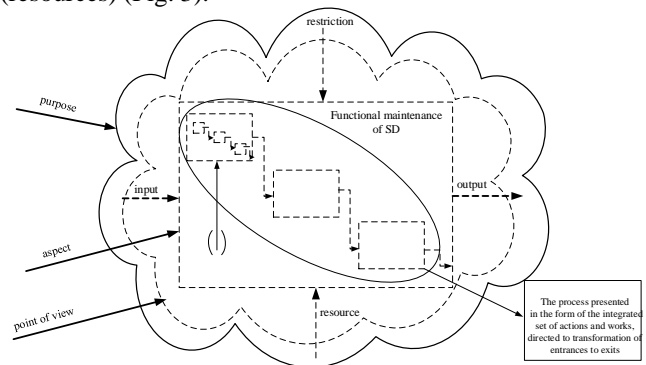 (resources) (Fig. 3).
restriction
purpose
Functional maintenance
of SD
input
output
aspect
( )
resource
point of view
The process presented
in the form of the integrated
set of actions and works,
directed to transformation of
entrances to exits